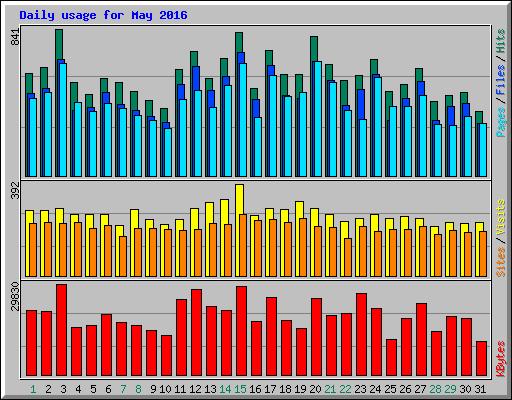 Daily usage for May 2016
841
Pages / Files / Hits
392
Sites / Visits
29830
KBytes
1 2 3 4 5 6 7 8 9 10 11 12 13 14 15 16 17 18 19 20 21 22 23 24 25 26 27 28 29 30 31